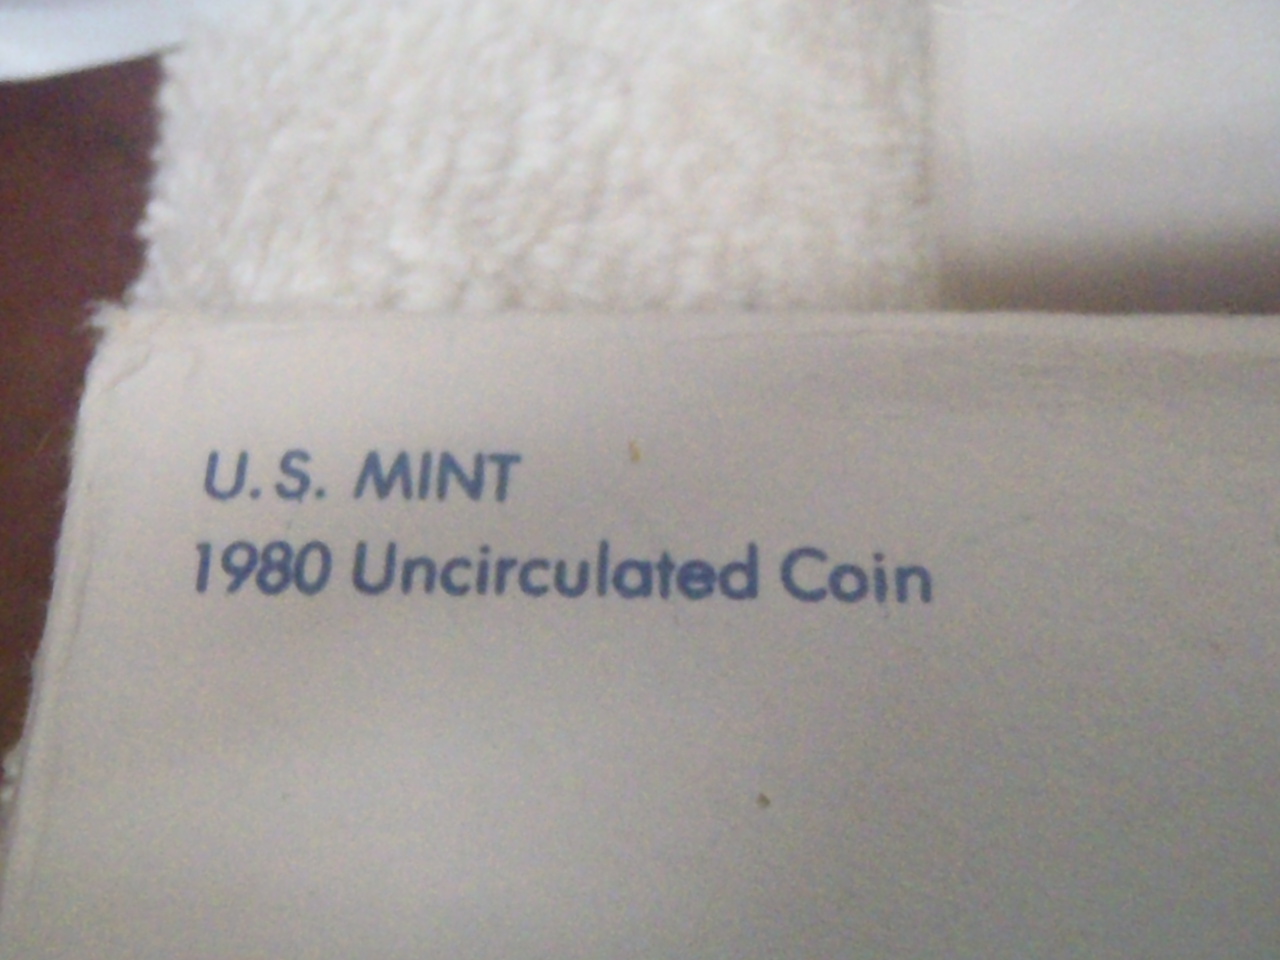 U.S. MINT
1980 Uncirculated Coin